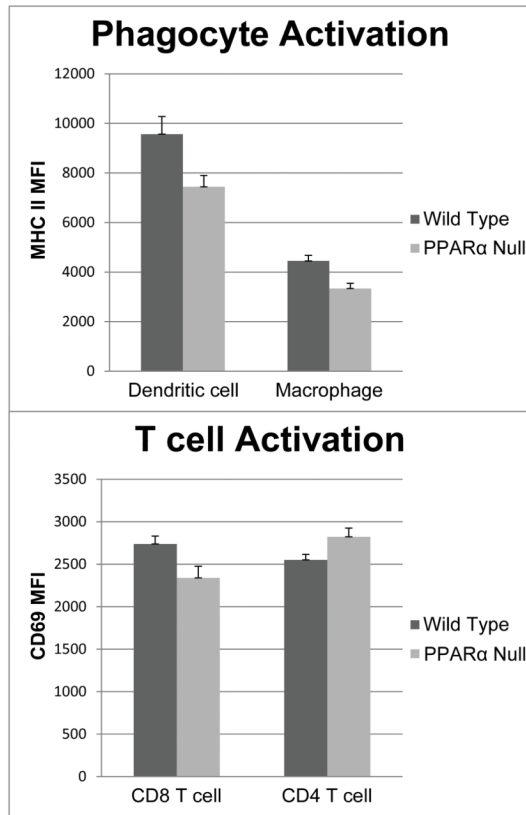 Phagocyte Activation
12000
10000
8000
6000
4000
2000
0
MHC II MFI
Dendritic cell Macrophage
Wild Type
PPARα Null
T cell Activation
3500
3000
2500
2000
1500
1000
500
0
CD69 MFI
CD8 T cell CD4 T cell
Wild Type
PPARα Null